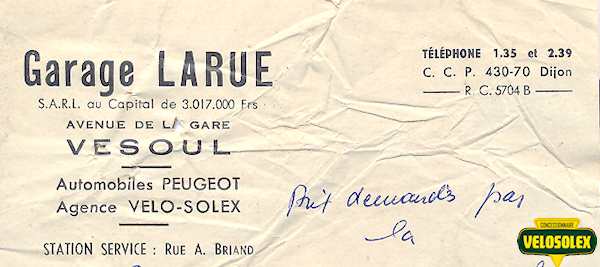 Garage LARUE
S.A.R.L. au Capital de 3.017.000 Frs
AVENUE DE LA GARE
VESOUL
Automobiles PEUGEOT
Agence VELO-SOLEX
STATION SERVICE : RUE A. BRIAND
TÉLÉPHONE 1.35 et 2.39
C. C. P. 430-70 Dijon
R. C. 5704 B
Prix demandés par
la
CONCESSIONNAIRE
VELOSOLEX